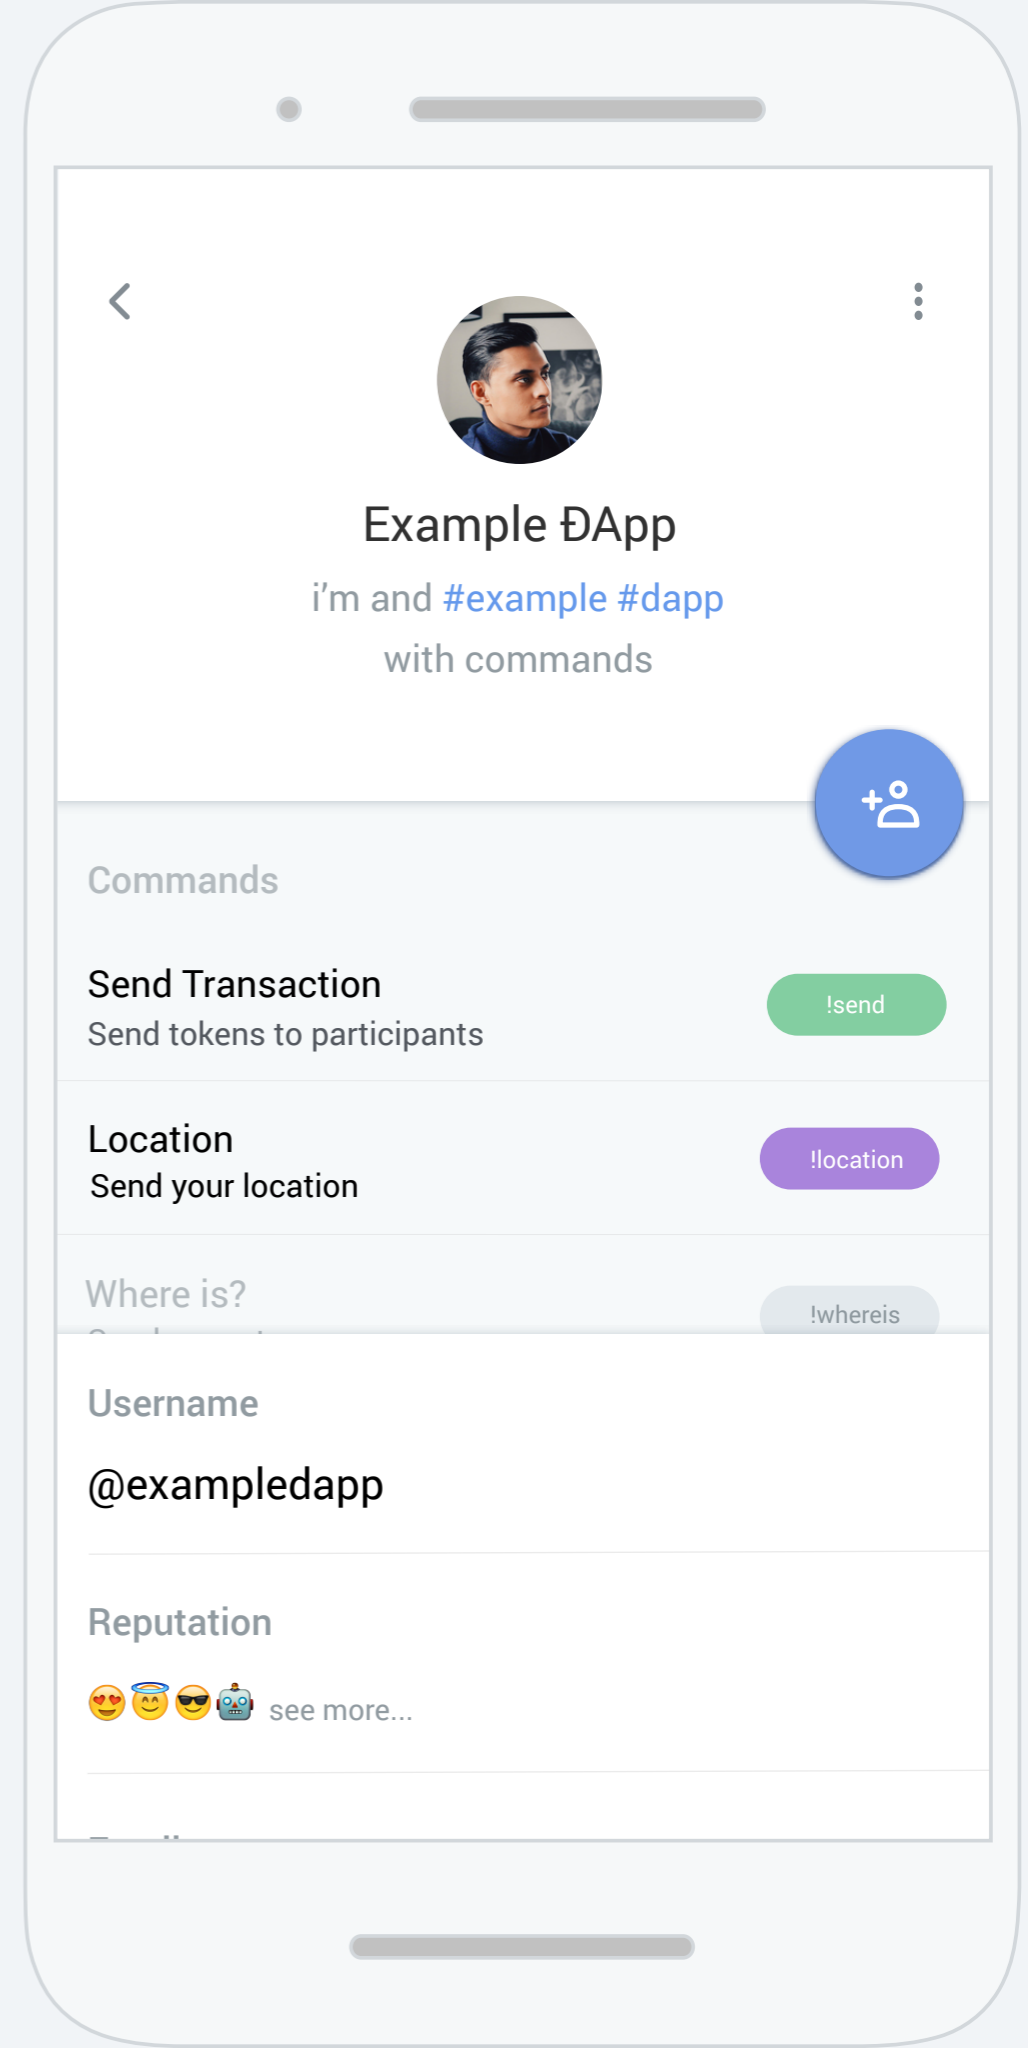 Example ĐApp
i’m and #example #dapp
with commands
Commands
Send Transaction
Send tokens to participants
!send
Location
Send your location
!location
Where is?
!whereis
Username
@exampledapp
Reputation
😍😇😎🤖 see more...